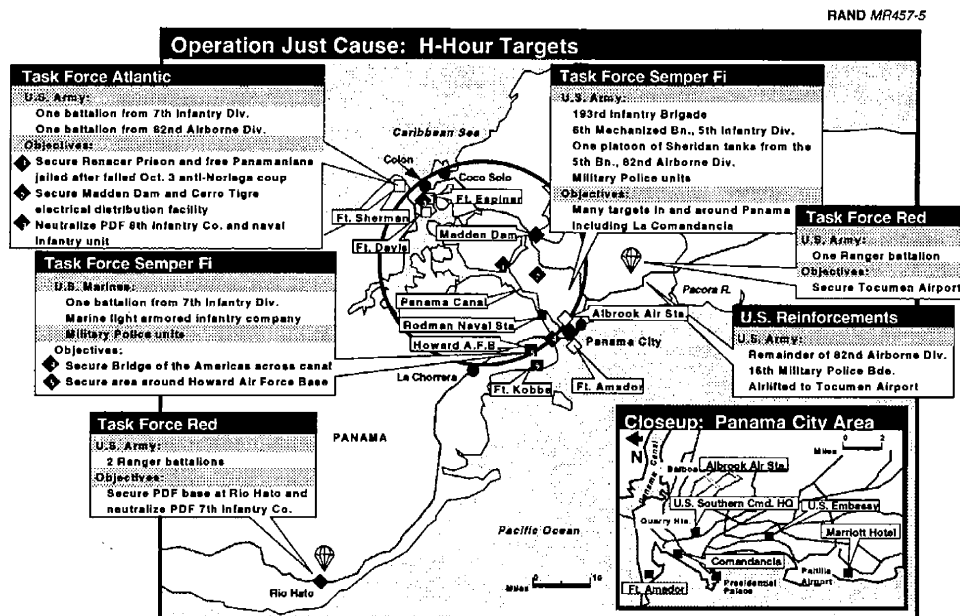 RAND MR457-5
Operation Just Cause: H-Hour Targets
Task Force Atlantic
U.S. Army:
One battalion from 7th Infantry Div.
One battalion from 82nd Airborne Div.
Objectives:
Secure Renacer Prison and free Panamanians
jailed after failed Oct. 3 anti-Noriega coup
Secure Madden Dam and Cerro Tigre
electrical distribution facility
Neutralize PDF 8th Infantry Co. and naval
infantry unit
Task Force Semper Fi
U.S. Army:
193rd Infantry Brigade
6th Mechanized Bn., 5th Infantry Div.
One platoon of Sheridan tanks from the
5th Bn., 82nd Airborne Div.
Military Police units
Objectives:
Many targets in and around Panama
including La Comandancia
Task Force Red
U.S. Army:
One Ranger battalion
Objectives:
Secure Tocumen Airport
Task Force Semper Fi
U.S. Marines:
One battalion from 7th Infantry Div.
Marine light armored infantry company
Military Police units
Objectives:
Secure Bridge of the Americas across canal
Secure area around Howard Air Force Base
U.S. Reinforcements
U.S. Army:
Remainder of 82nd Airborne Div.
16th Military Police Bde.
Airlifted to Tocumen Airport
Task Force Red
U.S. Army:
2 Ranger battalions
Objectives:
Secure PDF base at Rio Hato and
neutralize PDF 7th Infantry Co.
Caribbean Sea
Colon
Coco Solo
Ft. Espinar
Ft. Sherman
Ft. Davis
Madden Dam
Pacora R.
Panama Canal
Rodman Naval Sta.
Albrook Air Sta.
Howard A.F.B.
Panama City
La Chorrera
Ft. Kobbe
Ft. Amador
PANAMA
Pacific Ocean
Rio Hato
Miles
0
10
Closeup: Panama City Area
N
0 2
Miles
Panama Canal
Balboa
Albrook Air Sta.
U.S. Southern Cmd. HQ
U.S. Embassy
Quarry Hts.
Marriott Hotel
Comandancia
Paitilla
Airport
Ft. Amador
Presidential
Palace